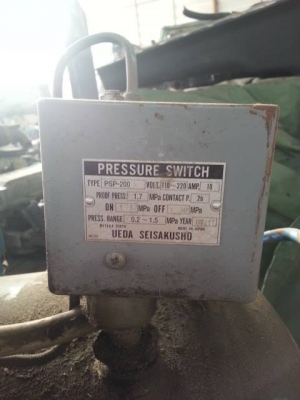 PRESSURE SWITCH
TYPE PSP-200 VOLT. 110-220 AMP. 10
PROOF PRESS. 1.7 MPa CONTACT P. 2a
ON MPa OFF MPa
PRESS. RANGE 0.2~1.5 MPa YEAR
MADE IN JAPAN
UEDA SEISAKUSHO